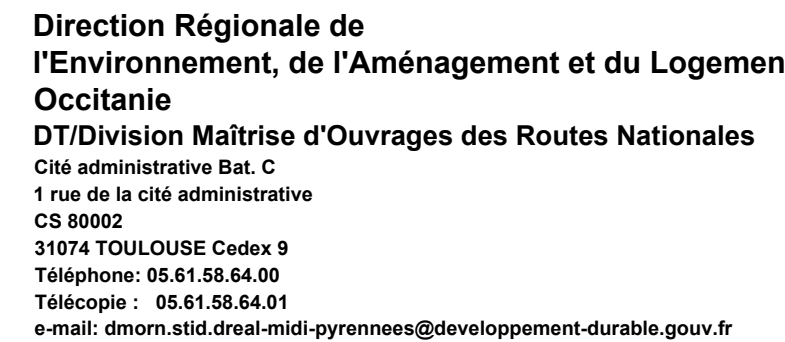 Direction Régionale de
l'Environnement, de l'Aménagement et du Logemen
Occitanie
DT/Division Maîtrise d'Ouvrages des Routes Nationales
Cité administrative Bat. C
1 rue de la cité administrative
CS 80002
31074 TOULOUSE Cedex 9
Téléphone: 05.61.58.64.00
Télécopie : 05.61.58.64.01
e-mail: dmorn.stid.dreal-midi-pyrennees@developpement-durable.gouv.fr